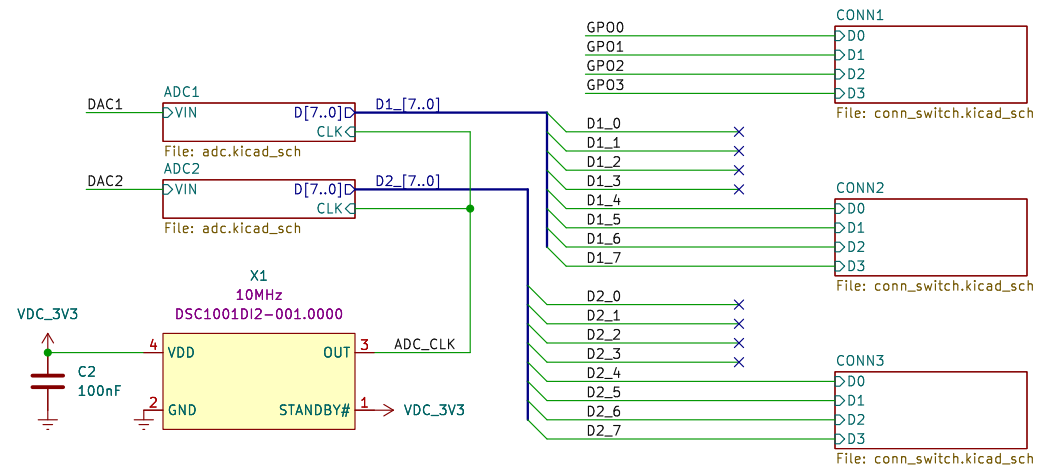 CONN1
GPO0
D0
GPO1
D1
GPO2
D2
GPO3
D3
File: conn_switch.kicad_sch
ADC1
DAC1
VIN
D[7..0]
D1_[7..0]
CLK
File: adc.kicad_sch
ADC2
DAC2
VIN
D[7..0]
D2_[7..0]
CLK
File: adc.kicad_sch
D1_0
D1_1
D1_2
D1_3
CONN2
D1_4
D0
D1_5
D1
D1_6
D2
D1_7
D3
File: conn_switch.kicad_sch
X1
10MHz
DSC1001DI2-001.0000
VDC_3V3
4
VDD
OUT
3
ADC_CLK
C2
100nF
2
GND
STANDBY#
1
VDC_3V3
D2_0
D2_1
D2_2
D2_3
CONN3
D2_4
D0
D2_5
D1
D2_6
D2
D2_7
D3
File: conn_switch.kicad_sch